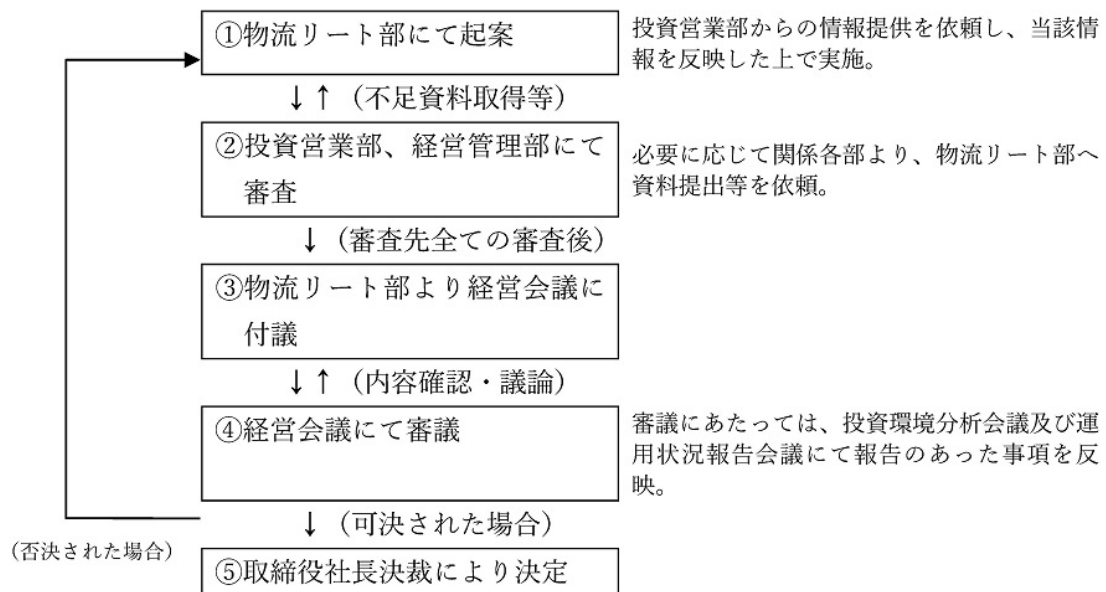 ①物流リート部にて起案
投資営業部からの情報提供を依頼し、当該情
報を反映した上で実施。
↓↑（不足資料取得等）
②投資営業部、経営管理部にて
審査
必要に応じて関係各部より、物流リート部へ
資料提出等を依頼。
↓（審査先全ての審査後）
③物流リート部より経営会議に
付議
↓↑（内容確認・議論）
④経営会議にて審議
審議にあたっては、投資環境分析会議及び運
用状況報告会議にて報告のあった事項を反
映。
↓（可決された場合）
（否決された場合）
⑤取締役社長決裁により決定